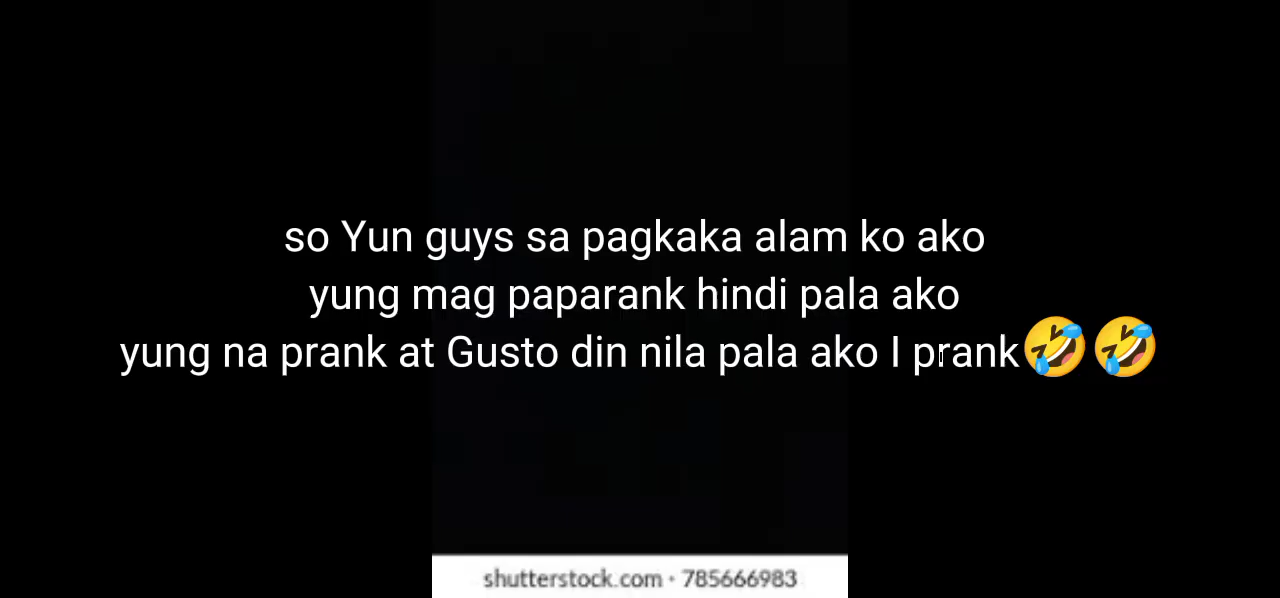 so Yun guys sa pagkaka alam ko ako
yung mag paparank hindi pala ako
yung na prank at Gusto din nila pala ako I prank🤣🤣
shutterstock.com · 785666983